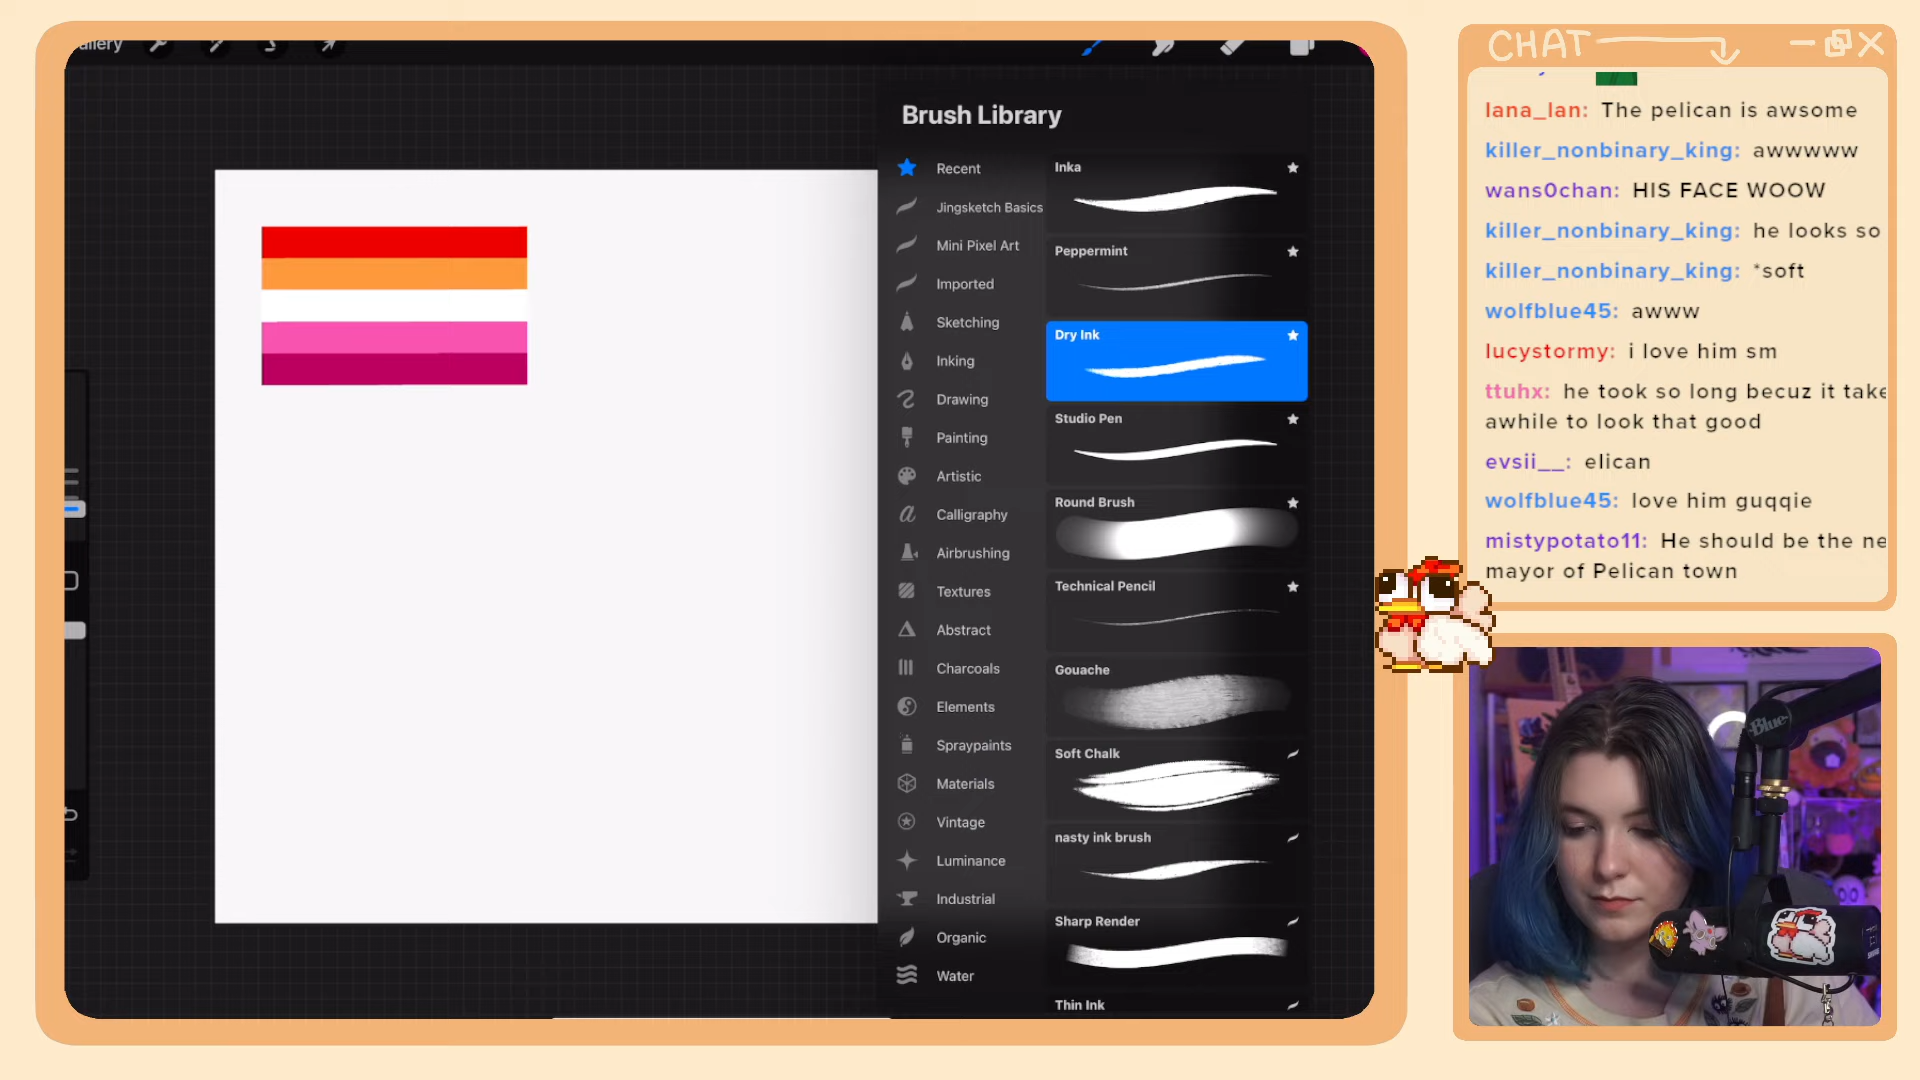 allery
Brush Library
Recent
Jingsketch Basics
Mini Pixel Art
Imported
Sketching
Inking
Drawing
Painting
Artistic
Calligraphy
Airbrushing
Textures
Abstract
Charcoals
Elements
Spraypaints
Materials
Vintage
Luminance
Industrial
Organic
Water
Inka
Peppermint
Dry Ink
Studio Pen
Round Brush
Technical Pencil
Gouache
Soft Chalk
nasty ink brush
Sharp Render
Thin Ink
CHAT
lana_lan: The pelican is awsome
killer_nonbinary_king: awwwww
wans0chan: HIS FACE WOOW
killer_nonbinary_king: he looks so
killer_nonbinary_king: *soft
wolfblue45: awww
lucystormy: i love him sm
ttuhx: he took so long becuz it take
awhile to look that good
evsii__: elican
wolfblue45: love him guqqie
mistypotato11: He should be the ne
mayor of Pelican town
Blue